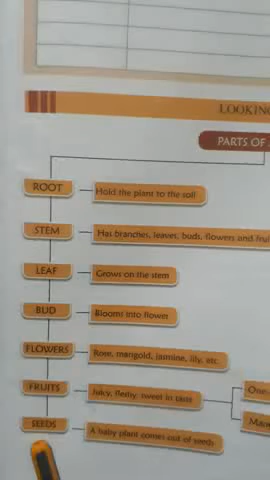 LOOKING
PARTS OF
ROOT
Hold the plant to the soil
STEM
Has branches, leaves, buds, flowers and
LEAF
Grows on the stem
BUD
Blooms into flower
FLOWERS
Rose, marigold, jasmine, lily, etc.
FRUITS
Juicy, fleshy, sweet in taste
One
SEEDS
A baby plant comes out of seeds